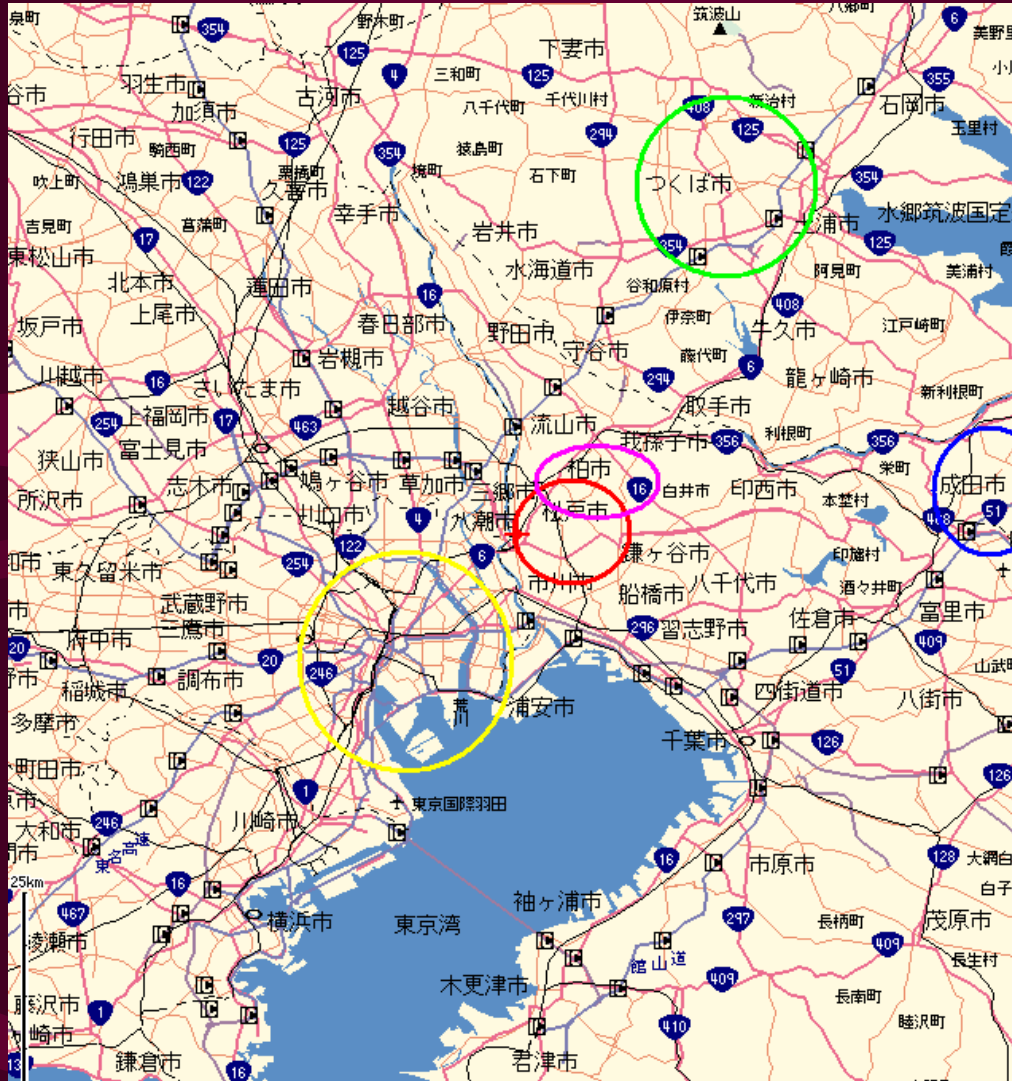 泉町
354
野木町
筑波山
八郷町
6
美野里
125
4
下妻市
三和町
125
355
羽生市
谷市
加須市
古河市
千代川村
八千代町
408
新治村
石岡市
行田市
125
294
125
玉里村
騎西町
354
猿島町
吹上町
鴻巣市
122
栗橋町
久喜市
境町
石下町
つくば市
354
吉見町
菖蒲町
幸手市
岩井市
土浦市
水郷筑波国定
17
東松山市
354
125
水海道市
阿見町
美浦村
北本市
蓮田市
16
谷和原村
408
上尾市
坂戸市
春日部市
野田市
伊奈町
牛久市
江戸崎町
岩槻市
守谷市
藤代町
6
川越市
16
さいたま市
294
龍ヶ崎市
新利根町
越谷市
取手市
254
上福岡市
17
463
流山市
我孫子市
356
利根町
356
富士見市
狭山市
柏市
栄町
所沢市
志木市
鳩ヶ谷市
草加市
三郷市
16
白井市
印西市
本埜村
成田市
川口市
4
八潮市
松戸市
408
51
和市
122
6
鎌ヶ谷市
印旛村
東久留米市
254
市川市
船橋市
八千代市
酒々井町
武蔵野市
富里市
市
三鷹市
296
習志野市
佐倉市
府中市
409
20
20
246
調布市
51
山武町
野市
稲城市
四街道市
八街市
荒川
浦安市
多摩市
千葉市
126
町田市
126
1
東京国際羽田
川崎市
246
大和市
東名高速
128
大網白
16
市原市
白子
25km
467
袖ヶ浦市
297
長柄町
茂原市
横浜市
東京湾
綾瀬市
409
館山道
長生村
木更津市
409
藤沢市
1
長南町
410
睦沢町
鎌倉市
16
君津市